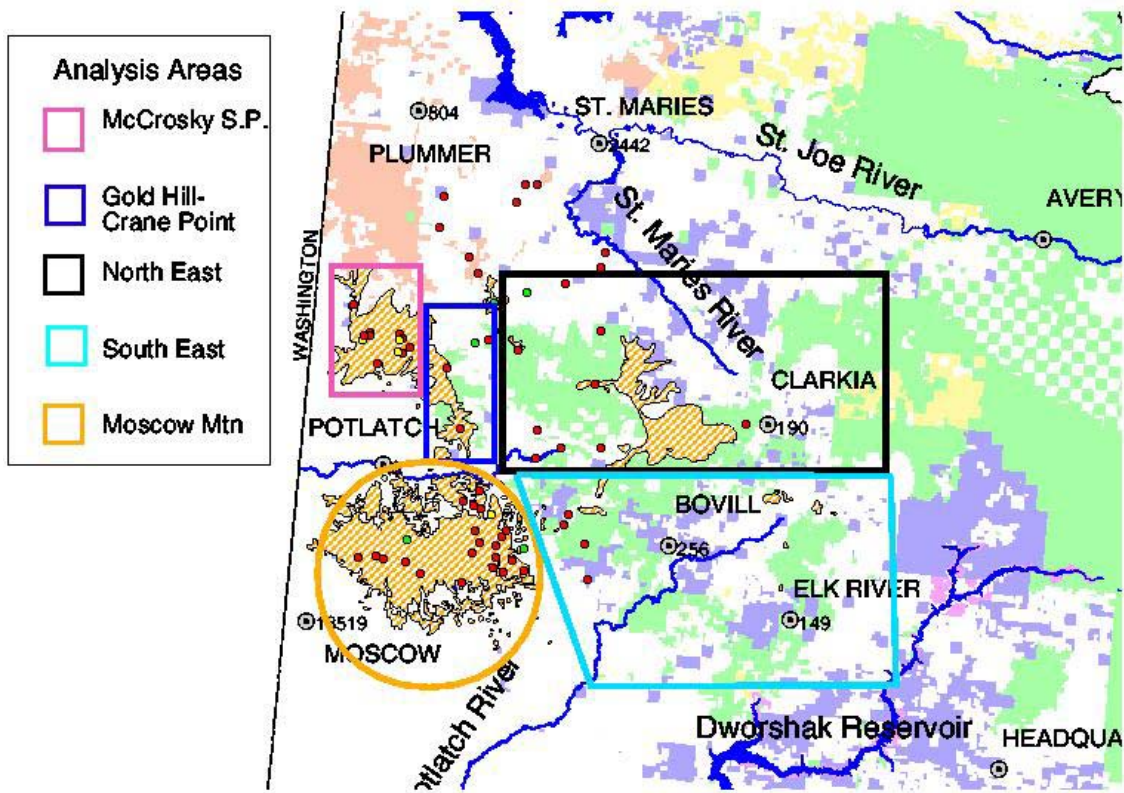 Analysis Areas
McCrosky S.P.
Gold Hill-
Crane Point
North East
South East
Moscow Mtn
804
ST. MARIES
2442
PLUMMER
St. Joe River
AVERY
St. Maries River
WASHINGTON
CLARKIA
POTLATCH
190
BOVILL
256
ELK RIVER
149
18519
MOSCOW
otlatch River
Dworshak Reservoir
HEADQUA